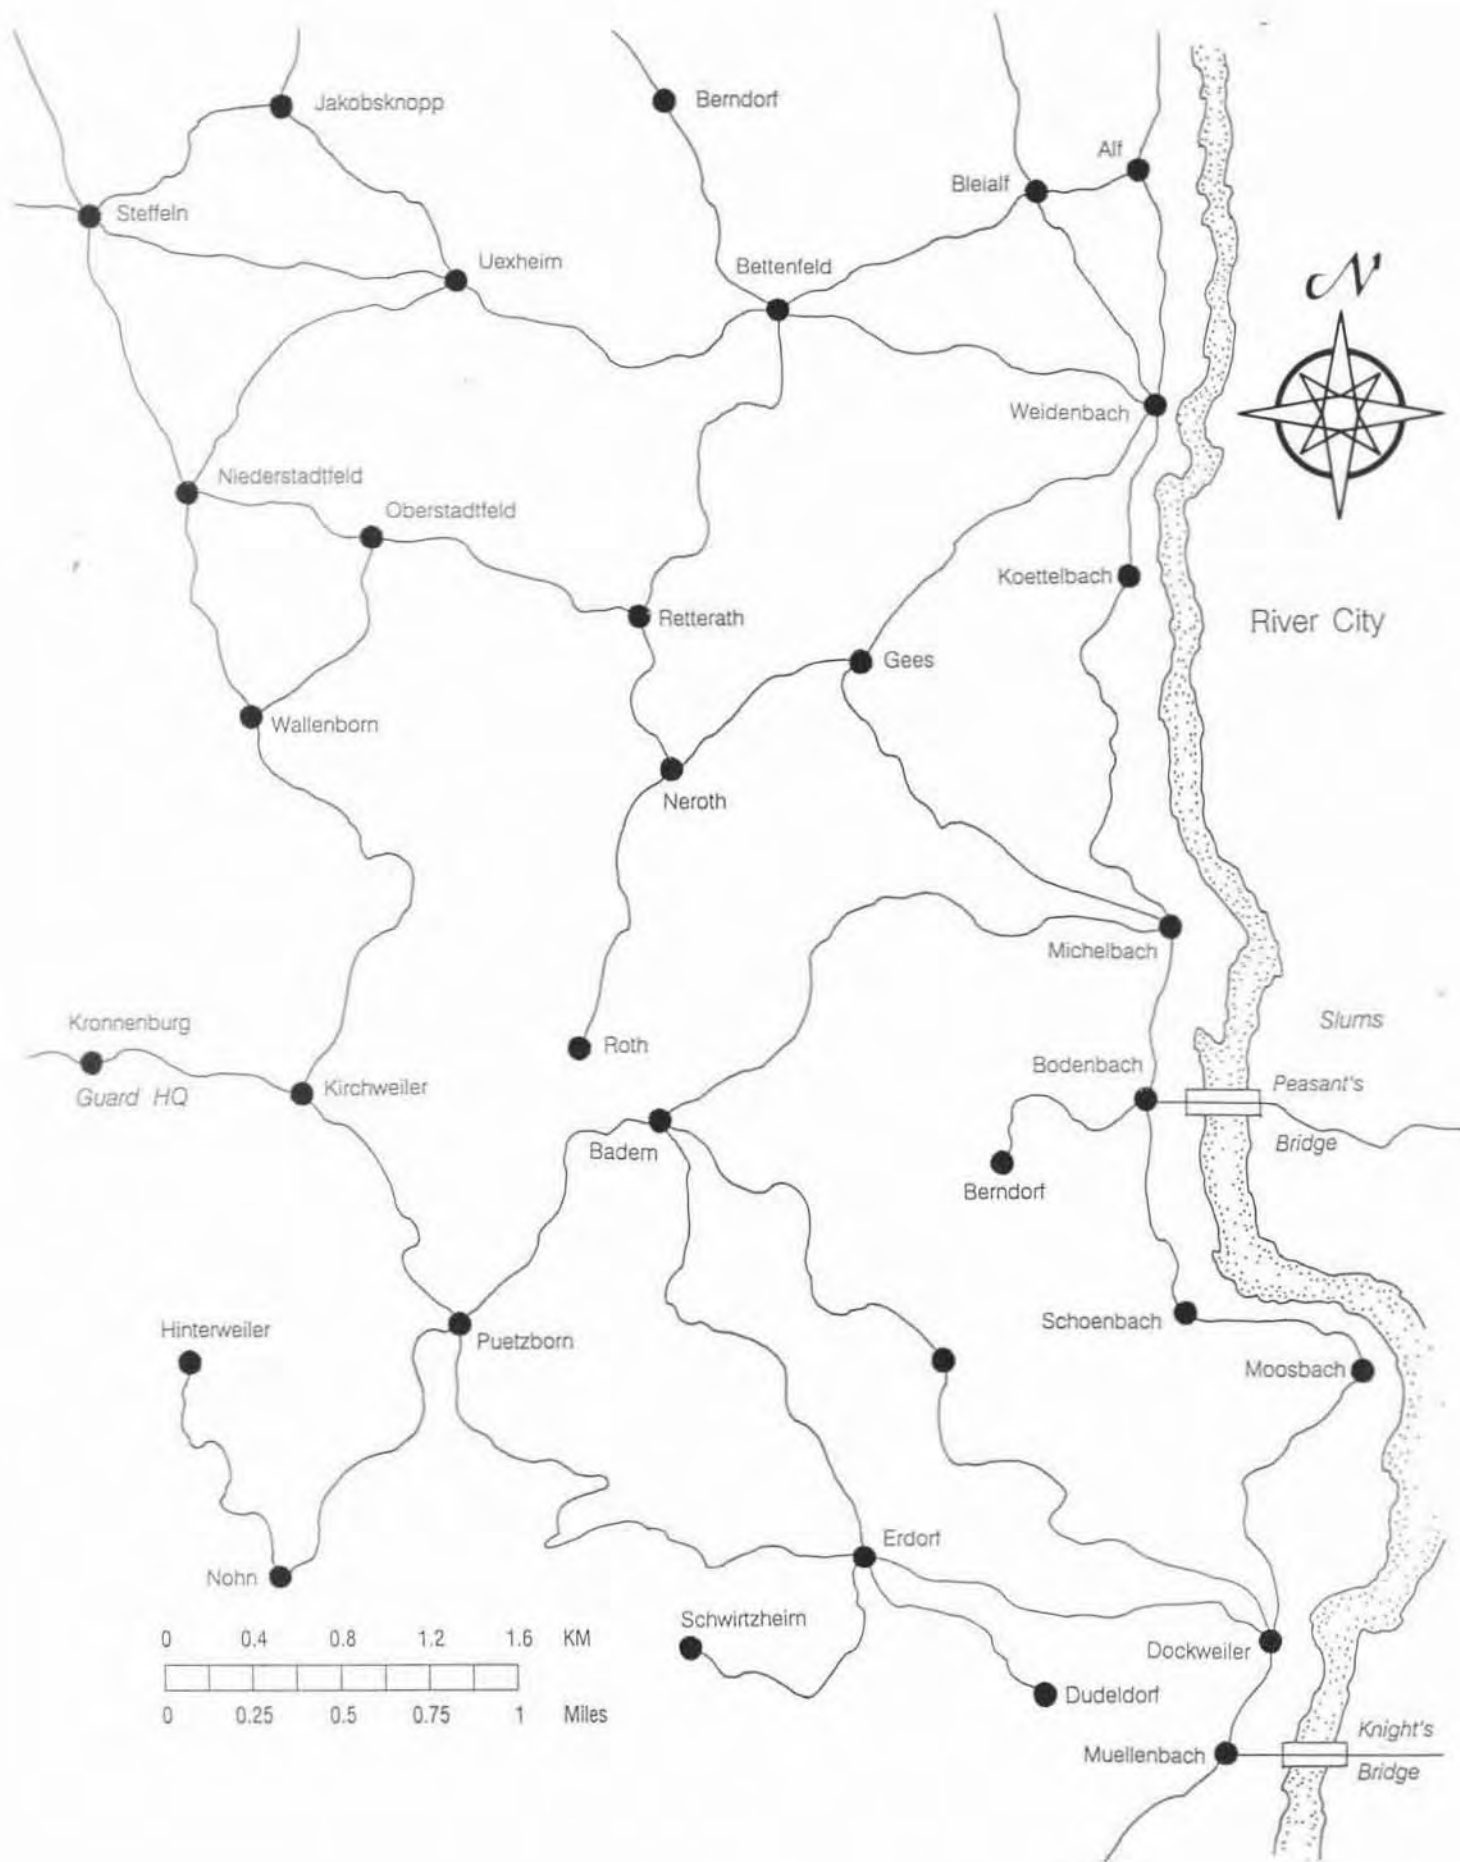 Jakobsknopp
Berndorf
Alf
Bleialf
Steffeln
Uexheim
Bettenfeld
N
Weidenbach
Niederstadtfeld
Oberstadtfeld
Koettelbach
Retterath
River City
Gees
Wallenborn
Neroth
Michelbach
Kronnenburg
Guard HQ
Kirchweiler
Roth
Slums
Bodenbach
Peasant's
Bridge
Badem
Berndorf
Hinterweiler
Puetzborn
Schoenbach
Moosbach
Nohn
Erdorf
Schwirtzheim
Dockweiler
Dudeldorf
0 0.4 0.8 1.2 1.6 KM
0 0.25 0.5 0.75 1 Miles
Muellenbach
Knight's
Bridge